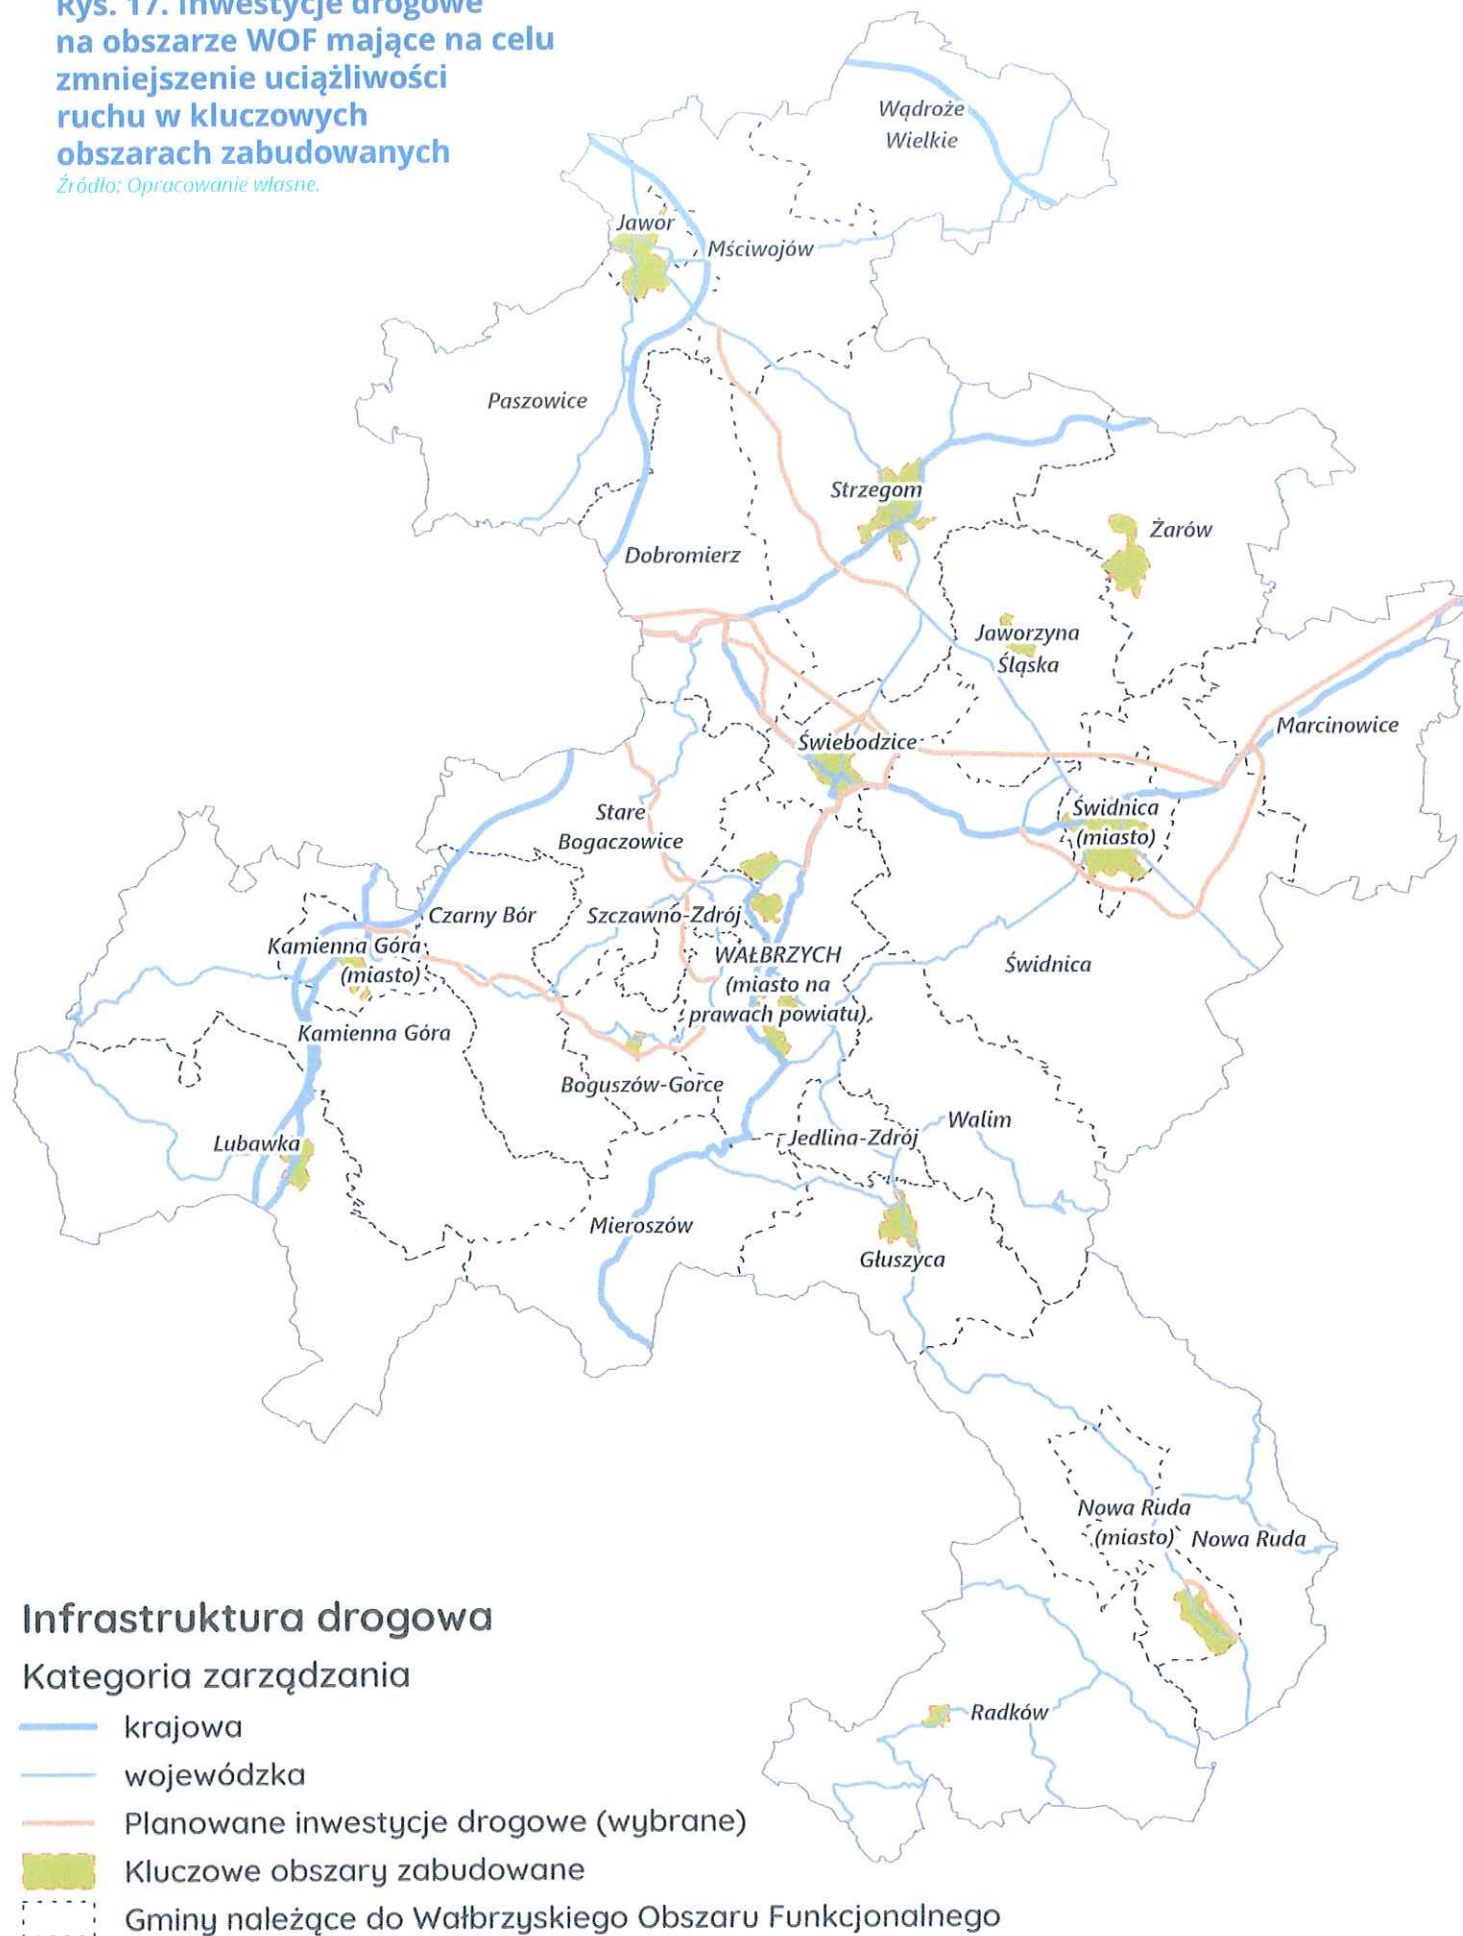 Rys. 17. Inwestycje drogowe
na obszarze WOF mające na celu
zmniejszenie uciążliwości
ruchu w kluczowych
obszarach zabudowanych
Źródło: Opracowanie własne.
Wądroże
Wielkie
Jawor
Mściwojów
Paszowice
Strzegom
Żarów
Dobromierz
Jaworzyna
Śląska
Marcinowice
Świebodzice
Stare
Bogaczowice
Świdnica
(miasto)
Czarny Bór
Szczawno-Zdrój
Kamienna Góra
(miasto)
WAŁBRZYCH
(miasto na
prawach powiatu)
Świdnica
Kamienna Góra
Boguszów-Gorce
Walim
Jedlina-Zdrój
Lubawka
Mieroszów
Głuszyca
Nowa Ruda
(miasto)
Nowa Ruda
Radków
Infrastruktura drogowa
Kategoria zarządzania
krajowa
wojewódzka
Planowane inwestycje drogowe (wybrane)
Kluczowe obszary zabudowane
Gminy należące do Wałbrzyskiego Obszaru Funkcjonalnego